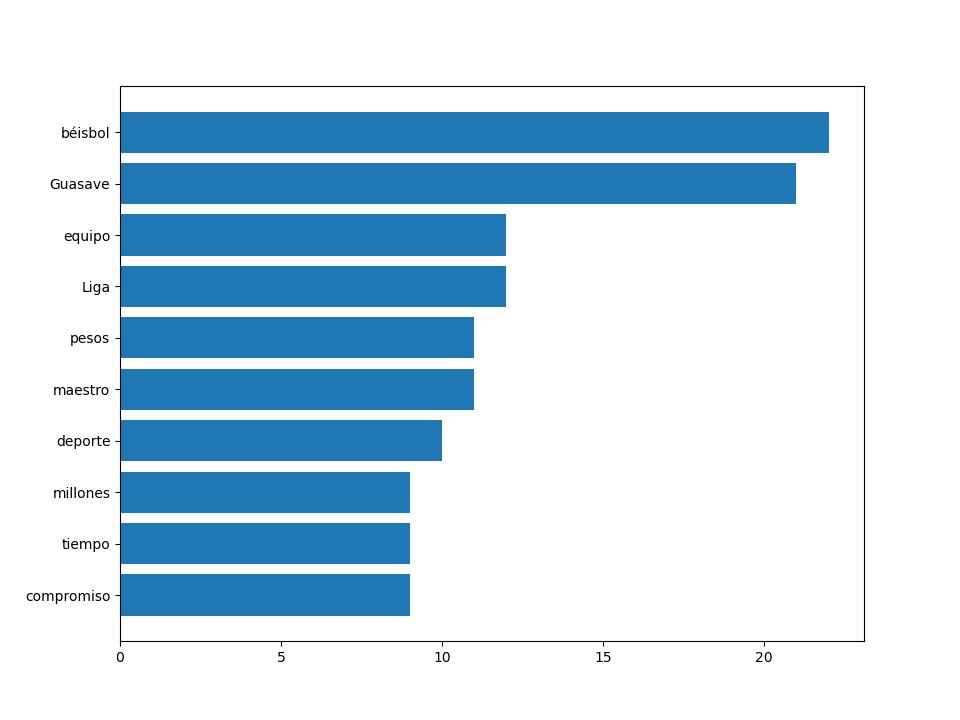 béisbol
Guasave
equipo
Liga
pesos
maestro
deporte
millones
tiempo
compromiso
0 5 10 15 20